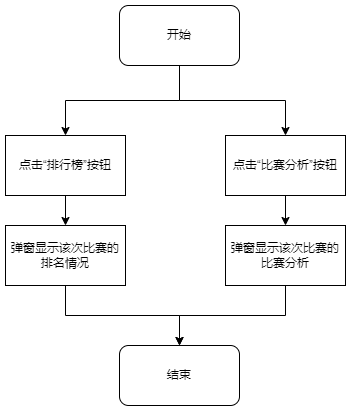 开始
点击“排行榜”按钮
点击“比赛分析”按钮
弹窗显示该次比赛的
排名情况
弹窗显示该次比赛的
比赛分析
结束